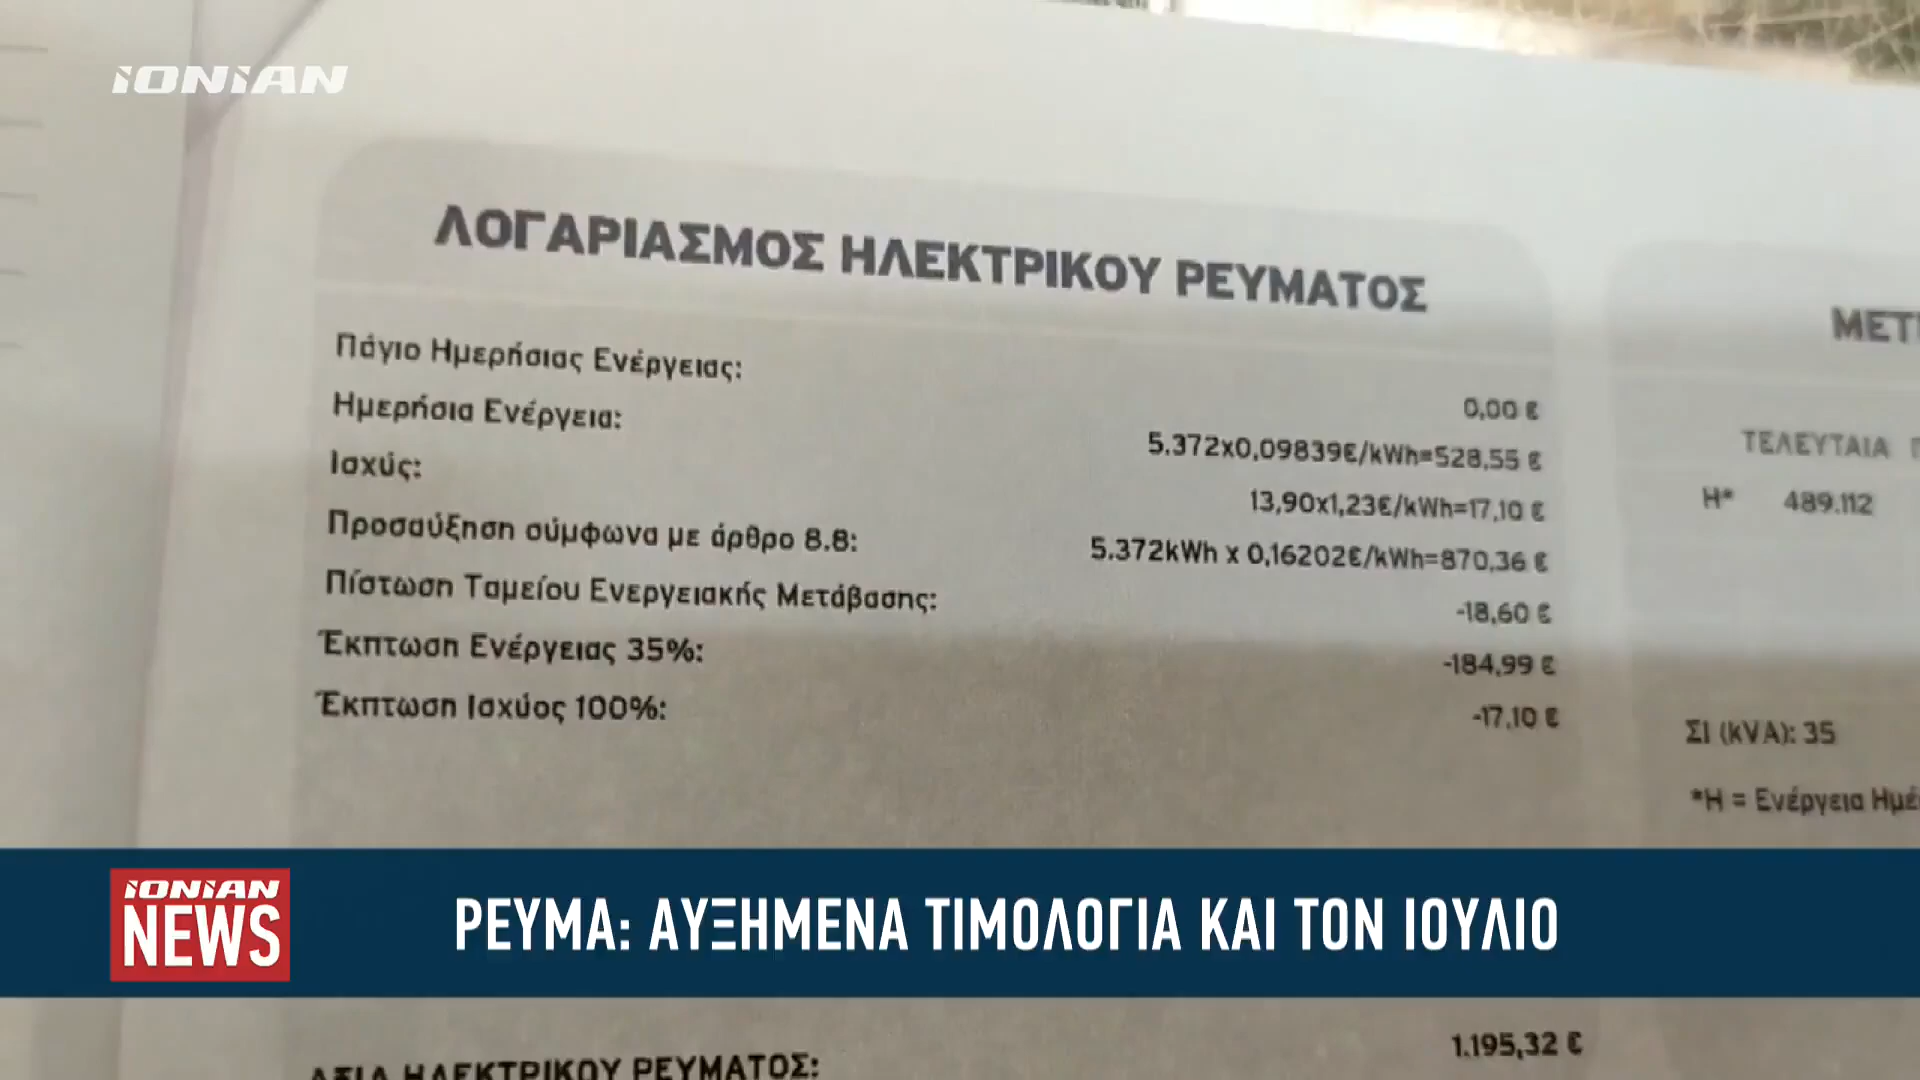 IONIAN
ΛΟΓΑΡΙΑΣΜΟΣ ΗΛΕΚΤΡΙΚΟΥ ΡΕΥΜΑΤΟΣ
Πάγιο Ημερήσιας Ενέργειας: 0,00 €
Ημερήσια Ενέργεια: 5.372x0,09839€/kWh=528,55 €
Ισχύς: 13,90x1,23€/kWh=17,10 €
Προσαύξηση σύμφωνα με άρθρο 8.8: 5.372kWh x 0,16202€/kWh=870,36 €
Πίστωση Ταμείου Ενεργειακής Μετάβασης: -18,60 €
Έκπτωση Ενέργειας 35%: -184,99 €
Έκπτωση Ισχύος 100%: -17,10 €
ΤΕΛΕΥΤΑΙΑ
Η* 489.112
ΣΙ (kVA): 35
*Η = Ενέργεια
IONIAN
NEWS
ΡΕΥΜΑ: ΑΥΞΗΜΕΝΑ ΤΙΜΟΛΟΓΙΑ ΚΑΙ ΤΟΝ ΙΟΥΛΙΟ
ΑΞΙΑ ΗΛΕΚΤΡΙΚΟΥ ΡΕΥΜΑΤΟΣ: 1.195,32 €